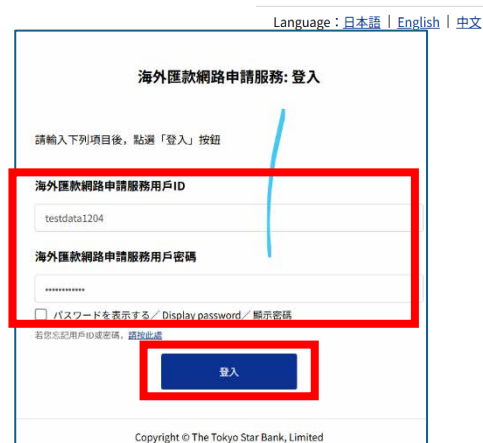 Language：日本語 | English | 中文
海外匯款網路申請服務: 登入
請輸入下列項目後，點選「登入」按鈕
海外匯款網路申請服務用戶ID
testdata1204
海外匯款網路申請服務用戶密碼
••••••••••••
パスワードを表示する／ Display password／ 顯示密碼
若您忘記用戶ID或密碼，請按此處
登入
Copyright © The Tokyo Star Bank, Limited